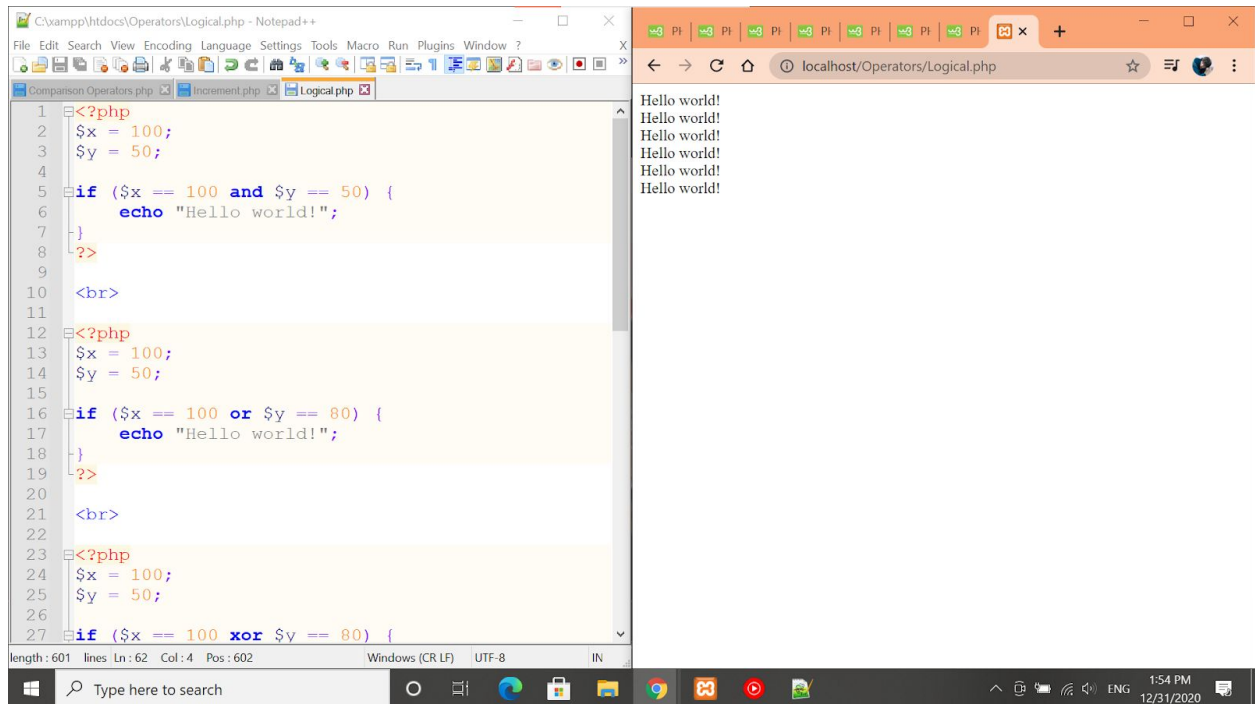 C:\xampp\htdocs\Operators\Logical.php - Notepad++
File Edit Search View Encoding Language Settings Tools Macro Run Plugins Window ? X
Comparison Operators.php Increment.php Logical.php
1 <?php
2 $x = 100;
3 $y = 50;
4
5 if ($x == 100 and $y == 50) {
6 echo "Hello world!";
7 }
8 ?>
9
10 <br>
11
12 <?php
13 $x = 100;
14 $y = 50;
15
16 if ($x == 100 or $y == 80) {
17 echo "Hello world!";
18 }
19 ?>
20
21 <br>
22
23 <?php
24 $x = 100;
25 $y = 50;
26
27 if ($x == 100 xor $y == 80) {
length : 601 lines Ln : 62 Col : 4 Pos : 602 Windows (CR LF) UTF-8 IN
PH PH PH PH PH PH
localhost/Operators/Logical.php
Hello world!
Hello world!
Hello world!
Hello world!
Hello world!
Hello world!
Type here to search
ENG
1:54 PM
12/31/2020